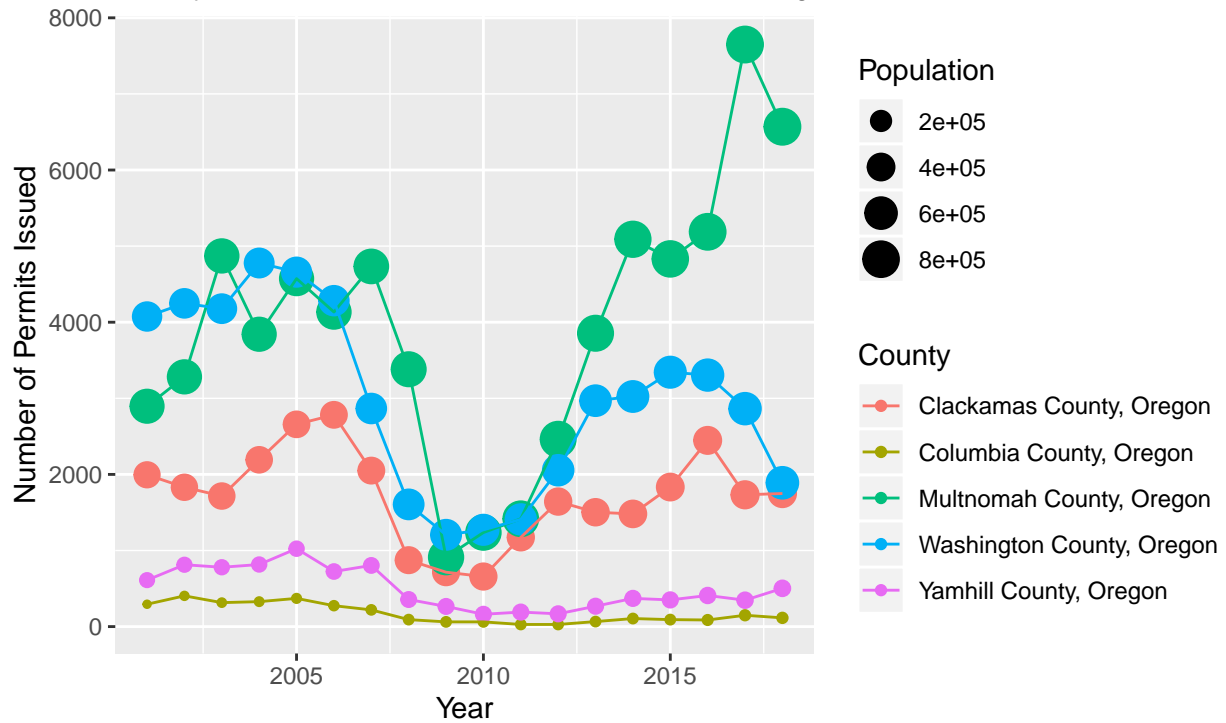 8000
6000
4000
2000
0
Number of Permits Issued
2005
2010
2015
Year
Population
2e+05
4e+05
6e+05
8e+05
County
Clackamas County, Oregon
Columbia County, Oregon
Multnomah County, Oregon
Washington County, Oregon
Yamhill County, Oregon